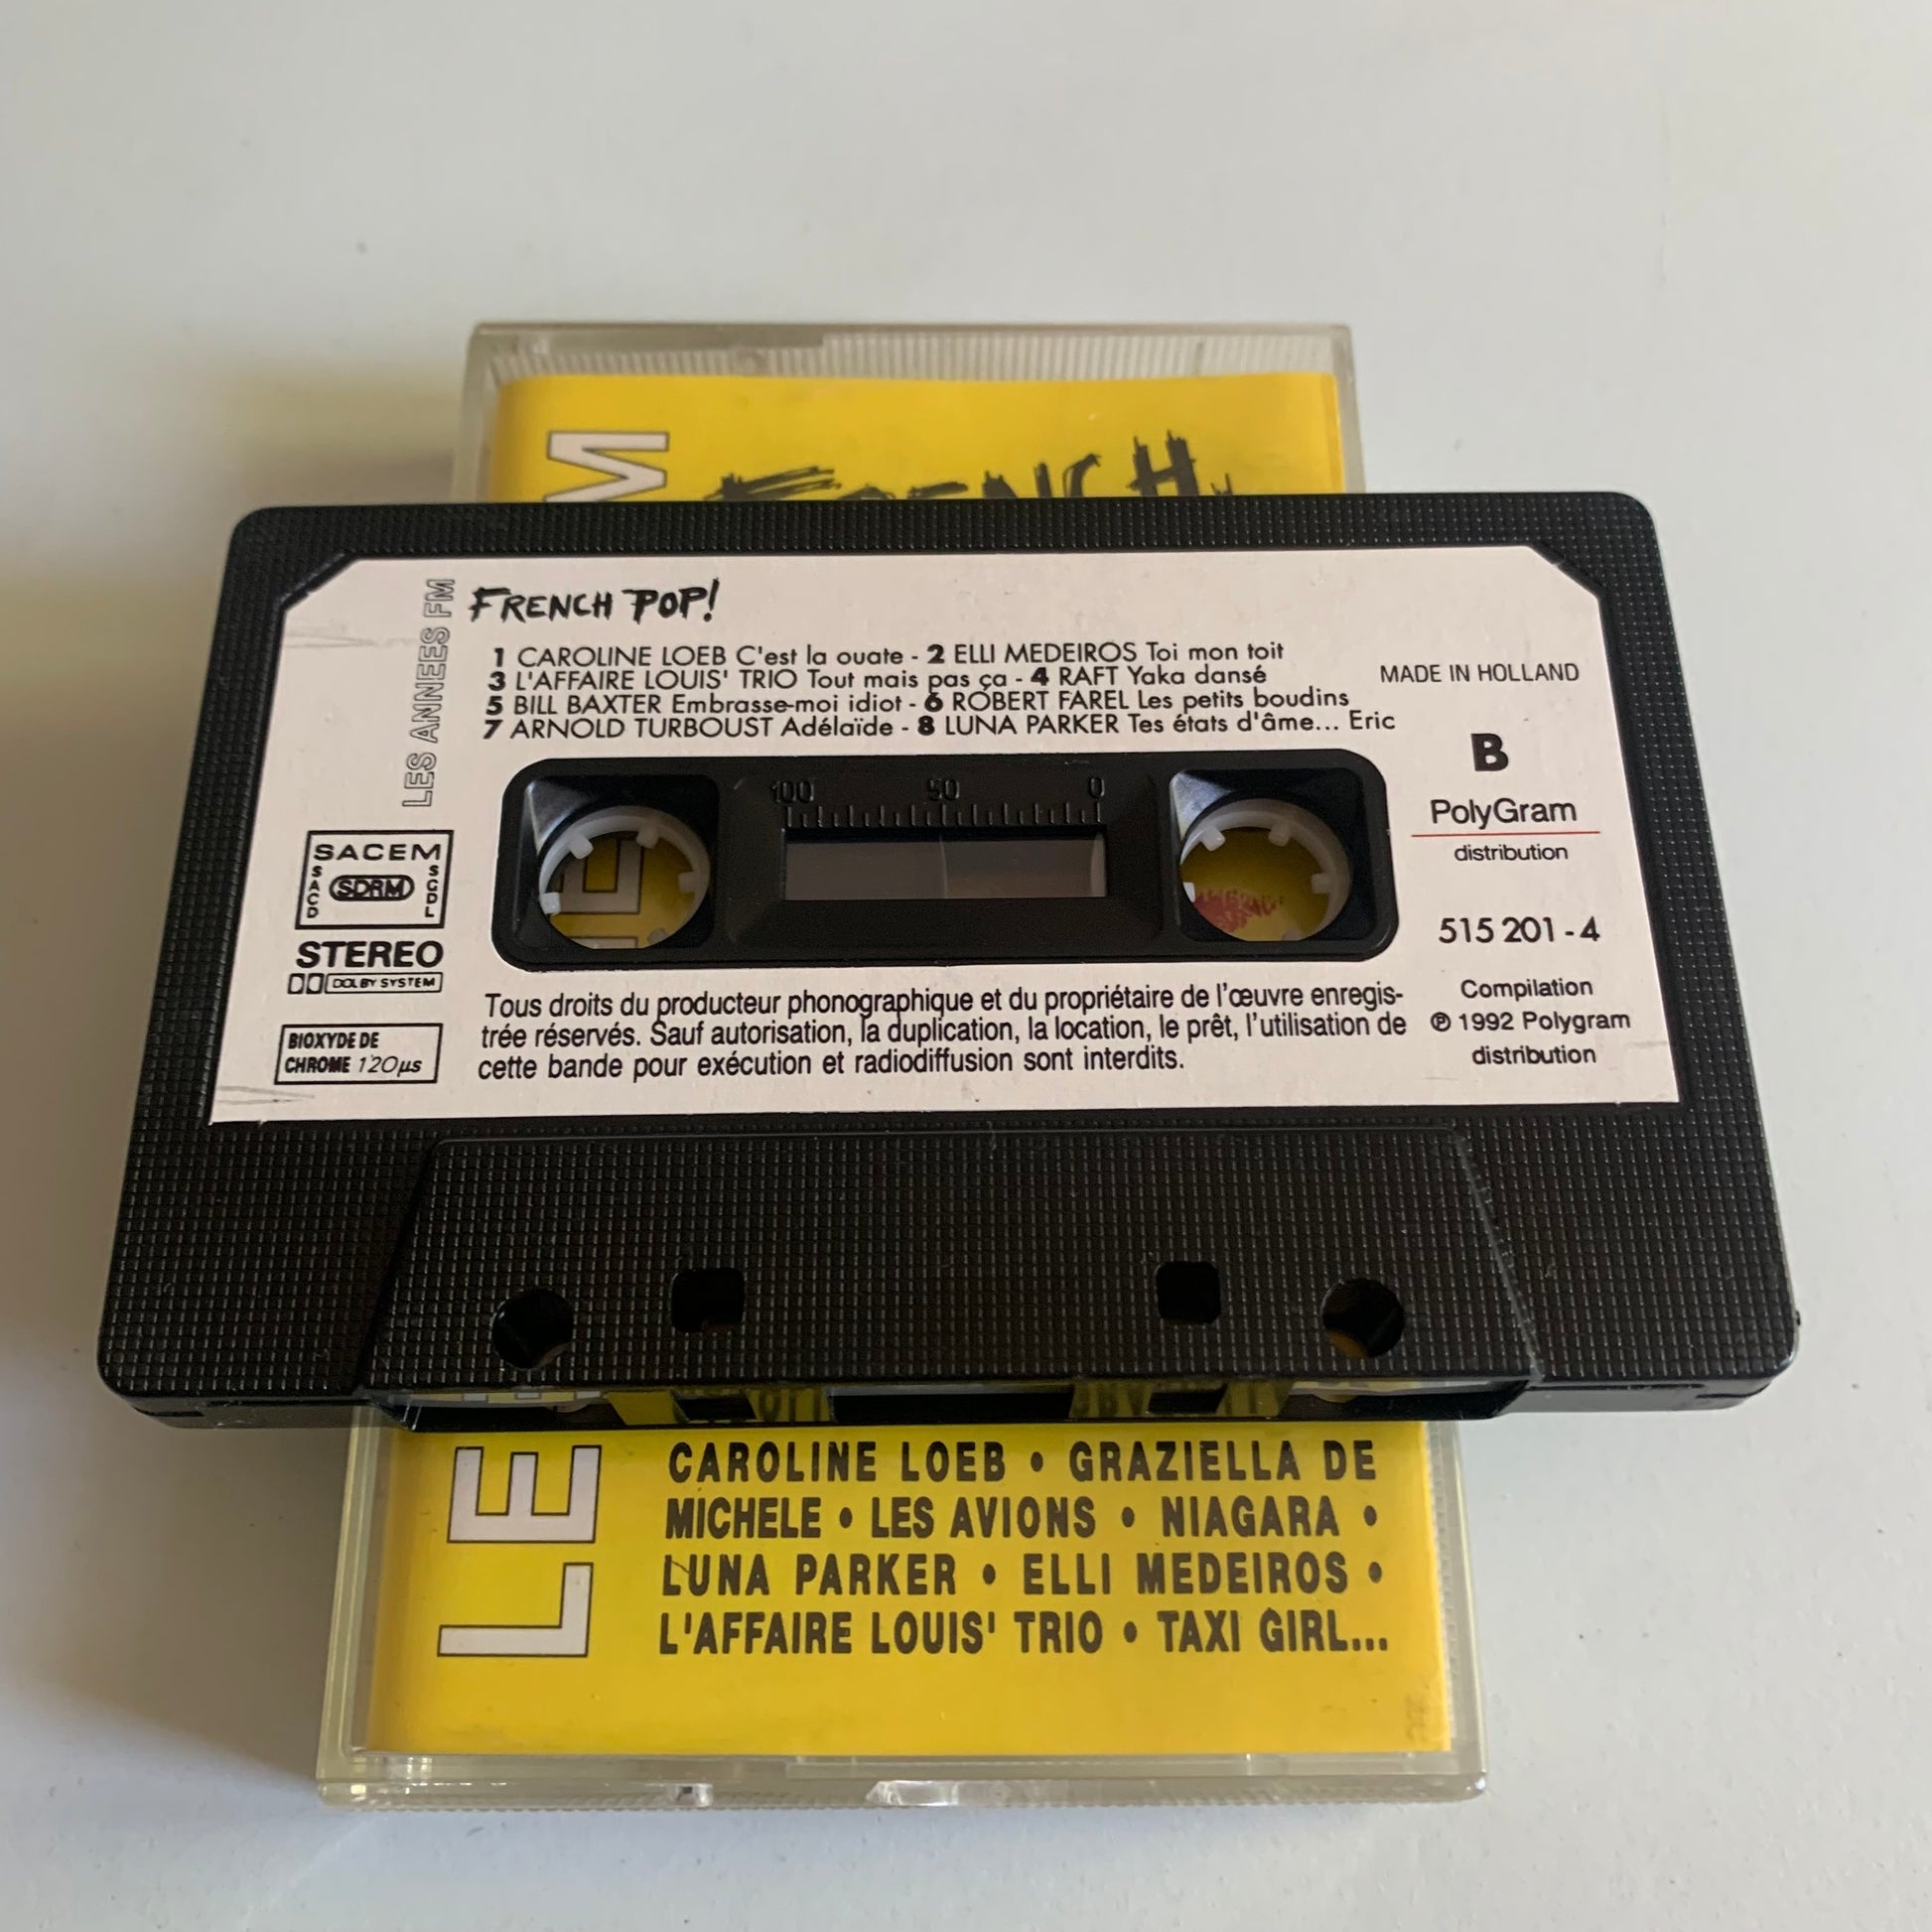 FRENCH
M
LES ANNEES FM
FRENCH POP!
1 CAROLINE LOEB C'est la ouate - 2 ELLI MEDEIROS Toi mon toit
3 L'AFFAIRE LOUIS' TRIO Tout mais pas ça - 4 RAFT Yaka dansé
5 BILL BAXTER Embrasse-moi idiot - 6 ROBERT FAREL Les petits boudins
7 ARNOLD TURBOUST Adélaïde - 8 LUNA PARKER Tes états d'âme... Eric
MADE IN HOLLAND
B
PolyGram
distribution
515 201 - 4
Compilation
℗ 1992 Polygram
distribution
100 50 0
SACEM
SACD
SDRM
SGDL
STEREO
DOLBY SYSTEM
BIOXYDE DE
CHROME 120µs
Tous droits du producteur phonographique et du propriétaire de l'œuvre enregis-
trée réservés. Sauf autorisation, la duplication, la location, le prêt, l'utilisation de
cette bande pour exécution et radiodiffusion sont interdits.
LE
CAROLINE LOEB • GRAZIELLA DE
MICHELE • LES AVIONS • NIAGARA •
LUNA PARKER • ELLI MEDEIROS •
L'AFFAIRE LOUIS' TRIO • TAXI GIRL...